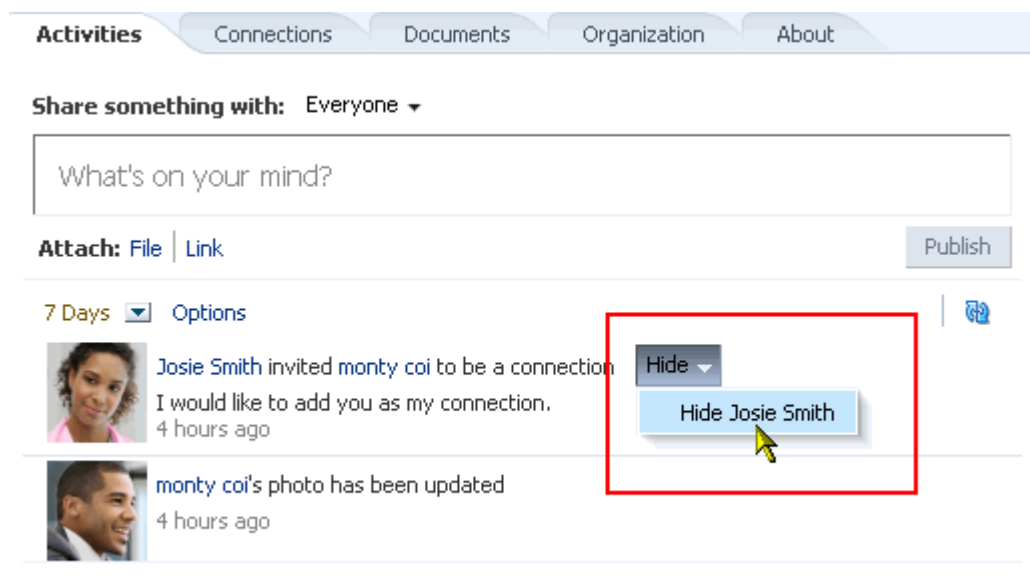 Activities Connections Documents Organization About
Share something with: Everyone
What's on your mind?
Attach: File Link Publish
7 Days Options
Josie Smith invited monty coi to be a connection Hide
I would like to add you as my connection. Hide Josie Smith
4 hours ago
monty coi's photo has been updated
4 hours ago